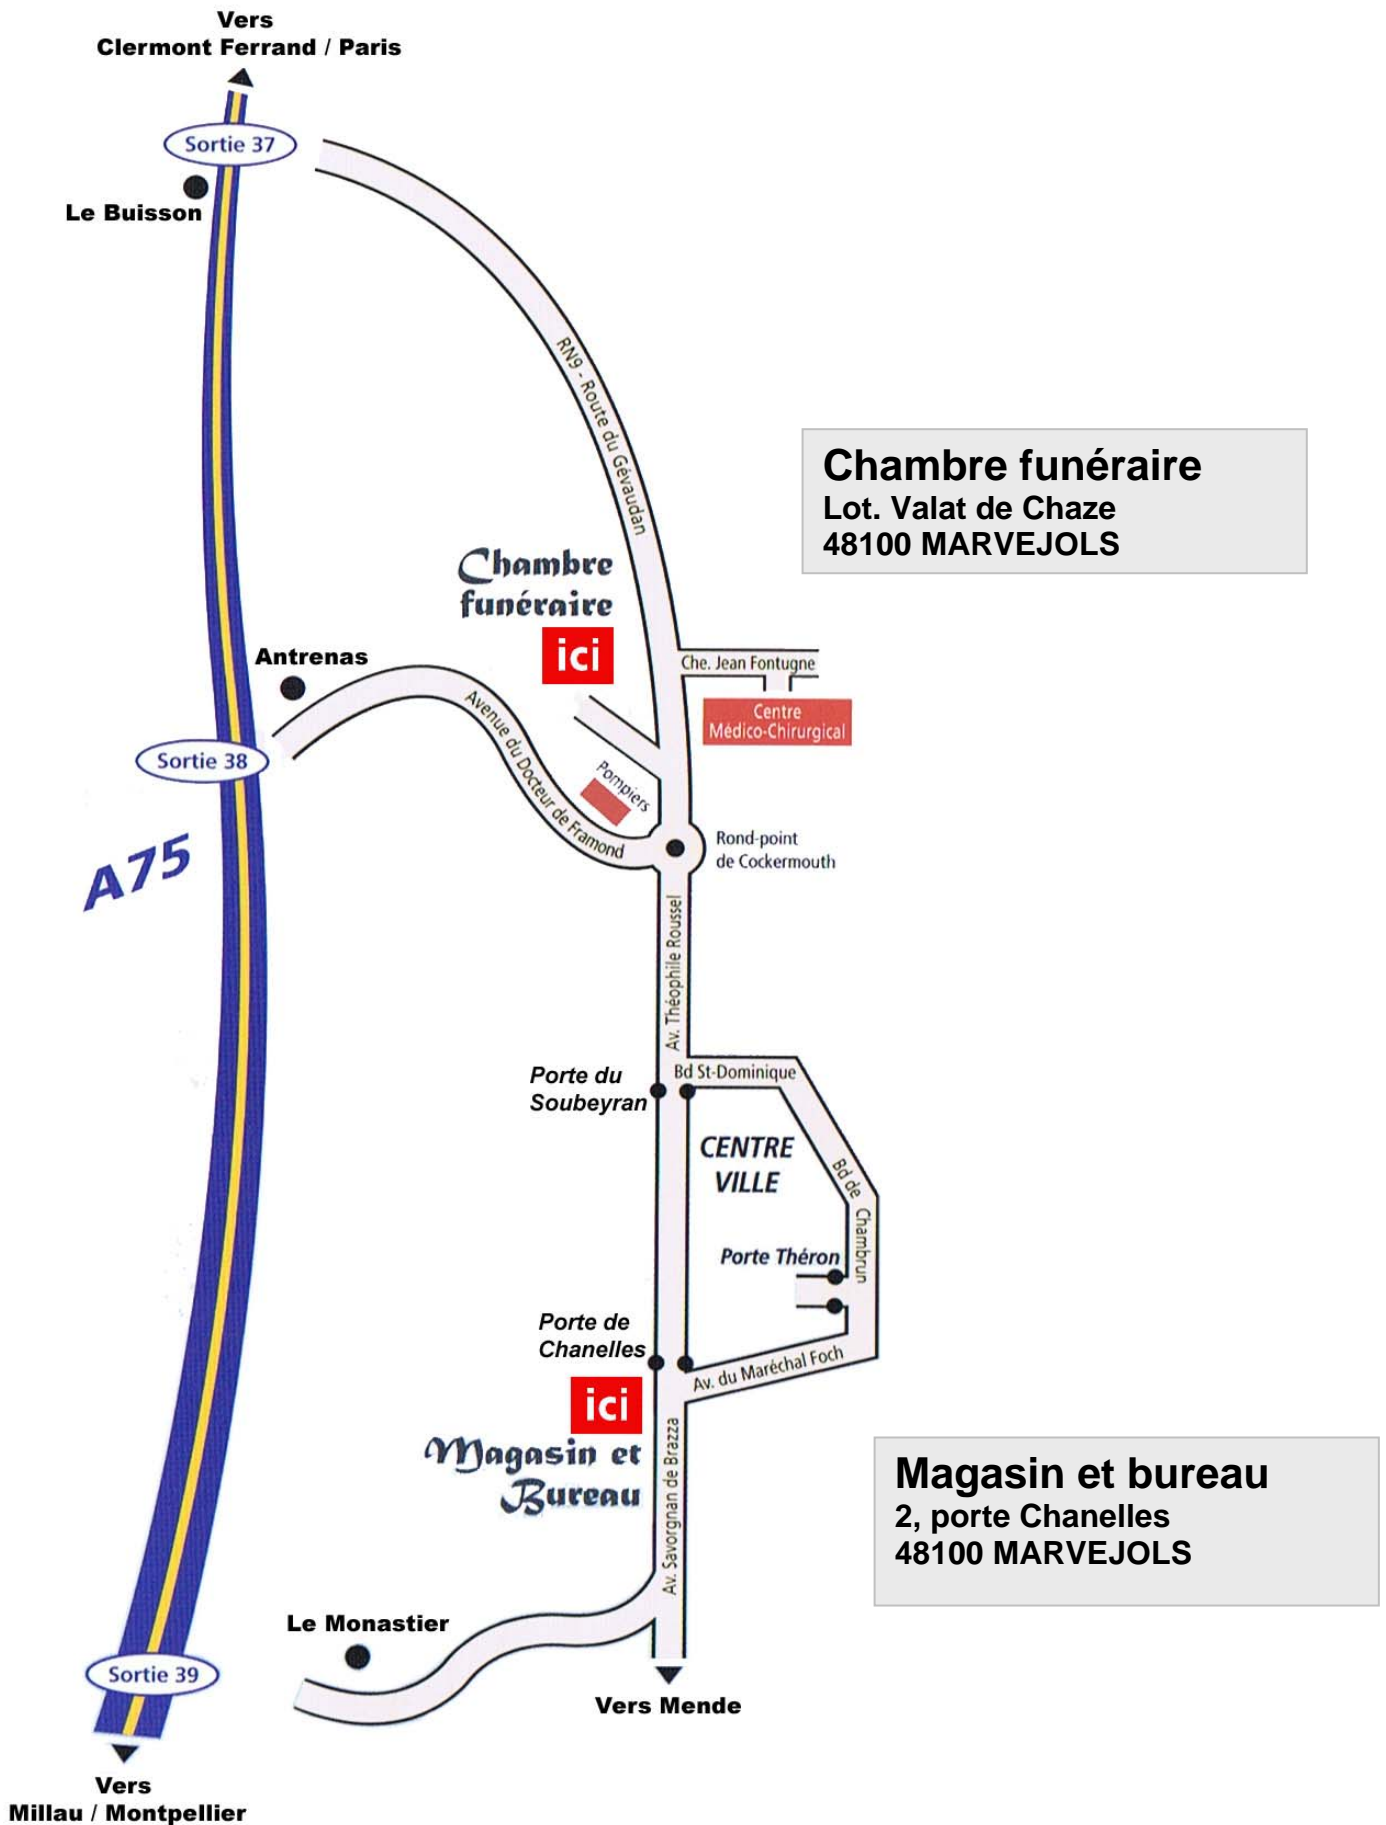 Vers
Clermont Ferrand / Paris
Sortie 37
Le Buisson
RN9 - Route du Gévaudan
Chambre funéraire
Lot. Valat de Chaze
48100 MARVEJOLS
Chambre
funéraire
ici
Che. Jean Fontugne
Centre
Médico-Chirurgical
Antrenas
Avenue du Docteur de Framond
Pompiers
Sortie 38
Rond-point
de Cockermouth
A75
Av. Théophile Roussel
Porte du
Soubeyran
Bd St-Dominique
CENTRE
VILLE
Bd de
Chambrun
Porte Théron
Porte de
Chanelles
Av. du Maréchal Foch
ici
Magasin et
Bureau
Av. Savorgnan de Brazza
Magasin et bureau
2, porte Chanelles
48100 MARVEJOLS
Le Monastier
Sortie 39
Vers Mende
Vers
Millau / Montpellier